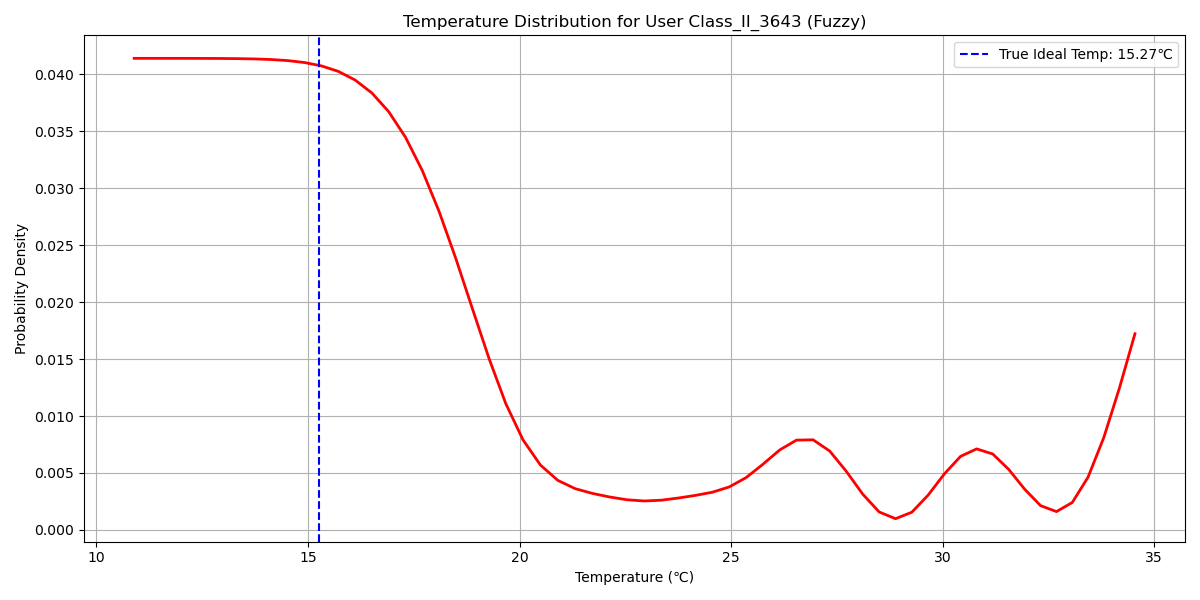 Temperature Distribution for User Class_II_3643 (Fuzzy)
True Ideal Temp: 15.27℃
Probability Density
0.040
0.035
0.030
0.025
0.020
0.015
0.010
0.005
0.000
10 15 20 25 30 35
Temperature (℃)